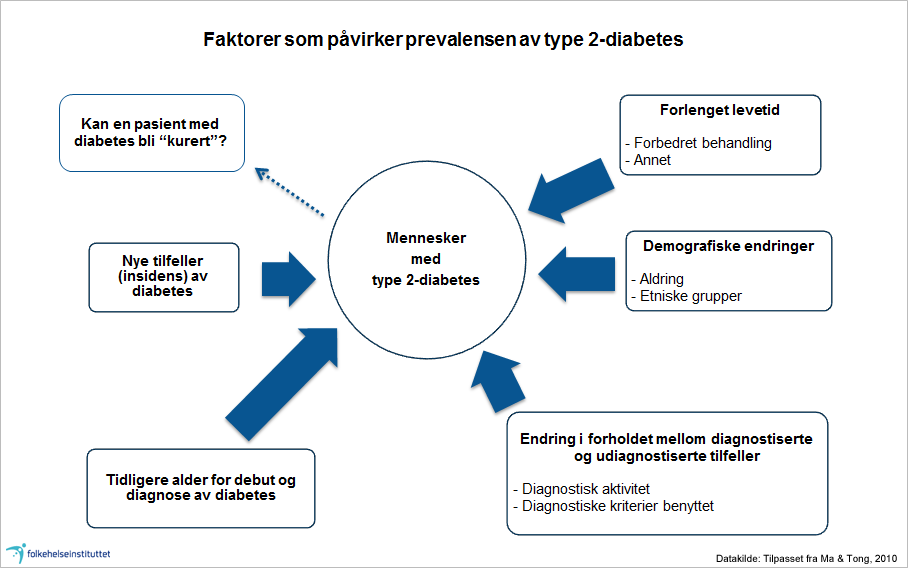 Faktorer som påvirker prevalensen av type 2-diabetes
Kan en pasient med
diabetes bli “kurert”?
Forlenget levetid
- Forbedret behandling
- Annet
Mennesker
med
type 2-diabetes
Nye tilfeller
(insidens) av
diabetes
Demografiske endringer
- Aldring
- Etniske grupper
Tidligere alder for debut og
diagnose av diabetes
Endring i forholdet mellom diagnostiserte
og udiagnostiserte tilfeller
- Diagnostisk aktivitet
- Diagnostiske kriterier benyttet
folkehelseinstituttet
Datakilde: Tilpasset fra Ma & Tong, 2010